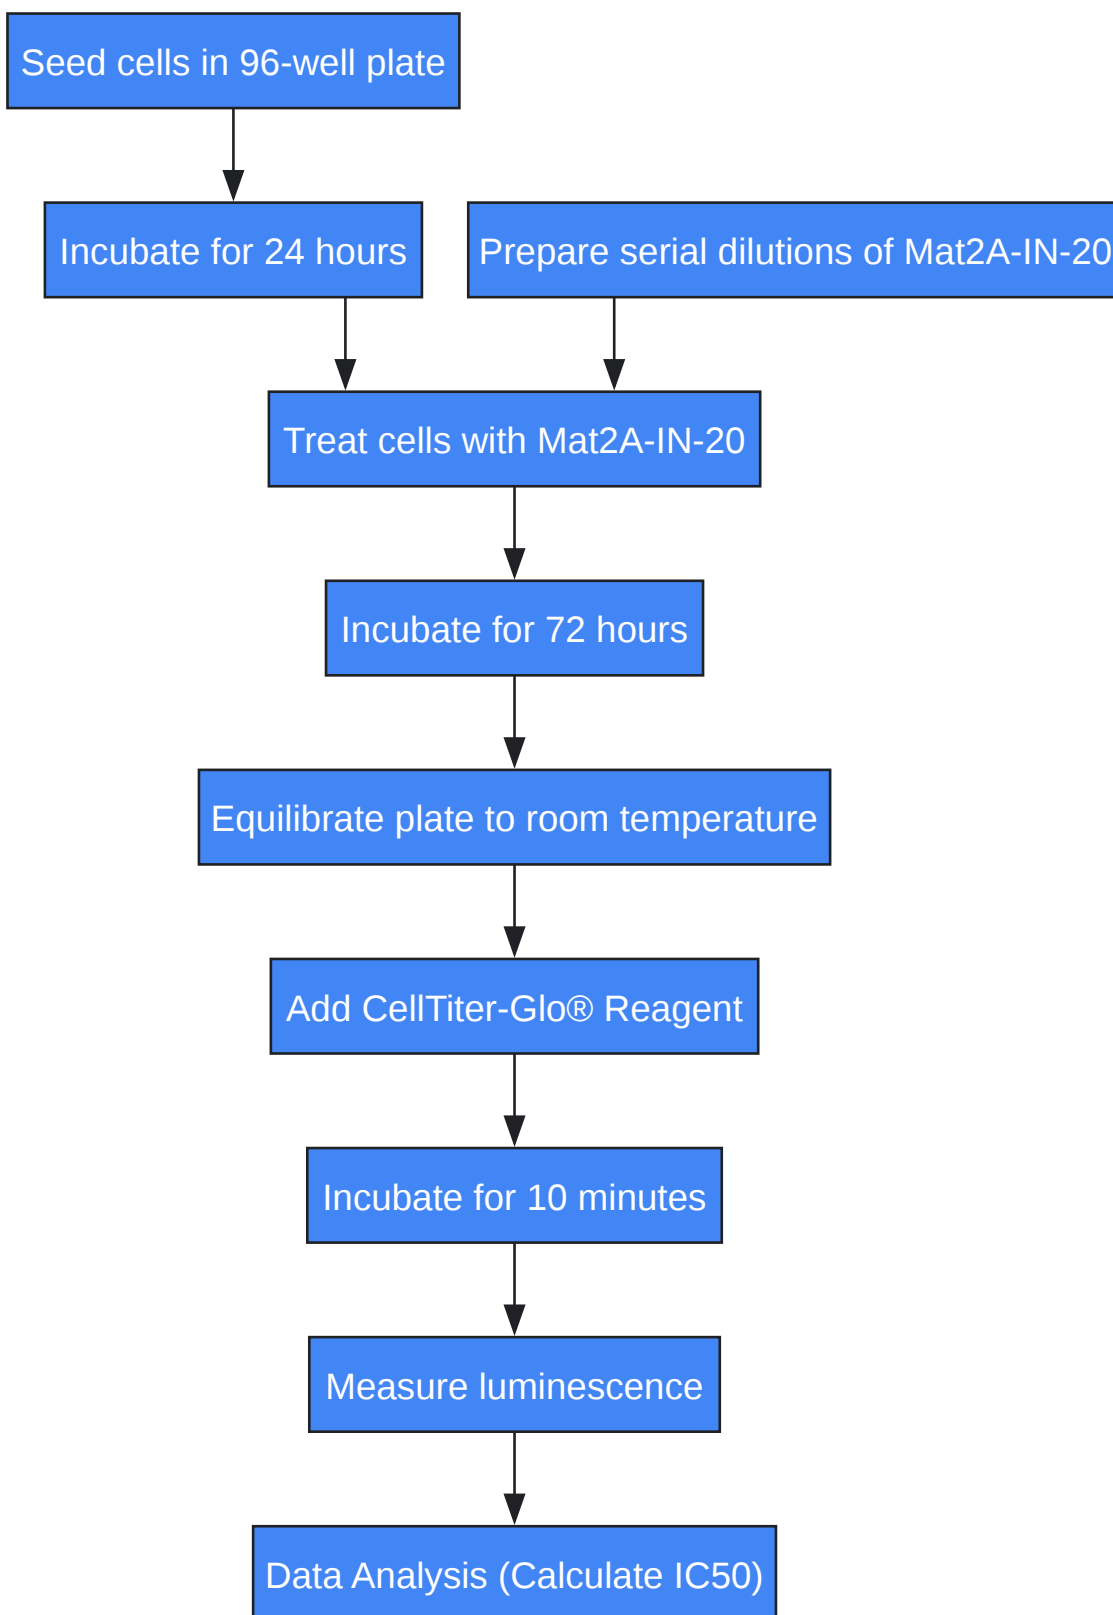 Seed cells in 96-well plate
Incubate for 24 hours
Prepare serial dilutions of Mat2A-IN-20
Treat cells with Mat2A-IN-20
Incubate for 72 hours
Equilibrate plate to room temperature
Add CellTiter-Glo® Reagent
Incubate for 10 minutes
Measure luminescence
Data Analysis (Calculate IC50)